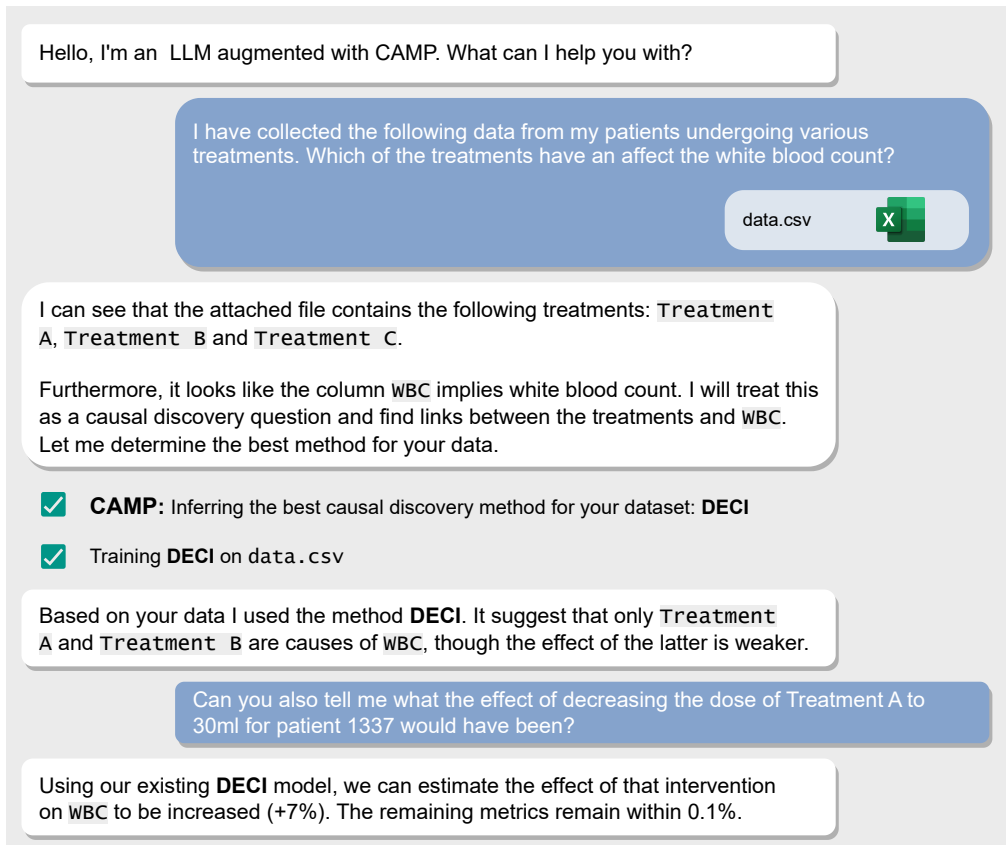 Hello, I'm an LLM augmented with CAMP. What can I help you with?
I have collected the following data from my patients undergoing various
treatments. Which of the treatments have an affect the white blood count?
data.csv
X
I can see that the attached file contains the following treatments: Treatment
A, Treatment B and Treatment C.
Furthermore, it looks like the column WBC implies white blood count. I will treat this
as a causal discovery question and find links between the treatments and WBC.
Let me determine the best method for your data.
CAMP: Inferring the best causal discovery method for your dataset: DECI
Training DECI on data.csv
Based on your data I used the method DECI. It suggest that only Treatment
A and Treatment B are causes of WBC, though the effect of the latter is weaker.
Can you also tell me what the effect of decreasing the dose of Treatment A to
30ml for patient 1337 would have been?
Using our existing DECI model, we can estimate the effect of that intervention
on WBC to be increased (+7%). The remaining metrics remain within 0.1%.